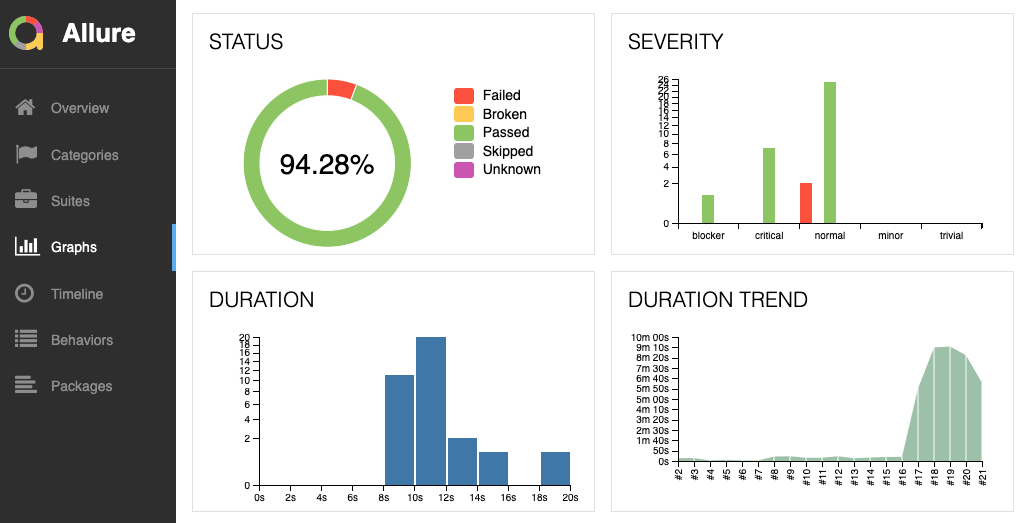 Allure
Overview
Categories
Suites
Graphs
Timeline
Behaviors
Packages
STATUS
94.28%
Failed
Broken
Passed
Skipped
Unknown
SEVERITY
26
24
22
20
18
16
14
12
10
8
6
4
2
0
blocker critical normal minor trivial
DURATION
20
18
16
14
12
10
8
6
4
2
0
0s 2s 4s 6s 8s 10s 12s 14s 16s 18s 20s
DURATION TREND
10m 00s
9m 10s
8m 20s
7m 30s
6m 40s
5m 50s
5m 00s
4m 10s
3m 20s
2m 30s
1m 40s
50s
0s
#2 #3 #4 #5 #6 #7 #8 #9 #10 #11 #12 #13 #14 #15 #16 #17 #18 #19 #20 #21